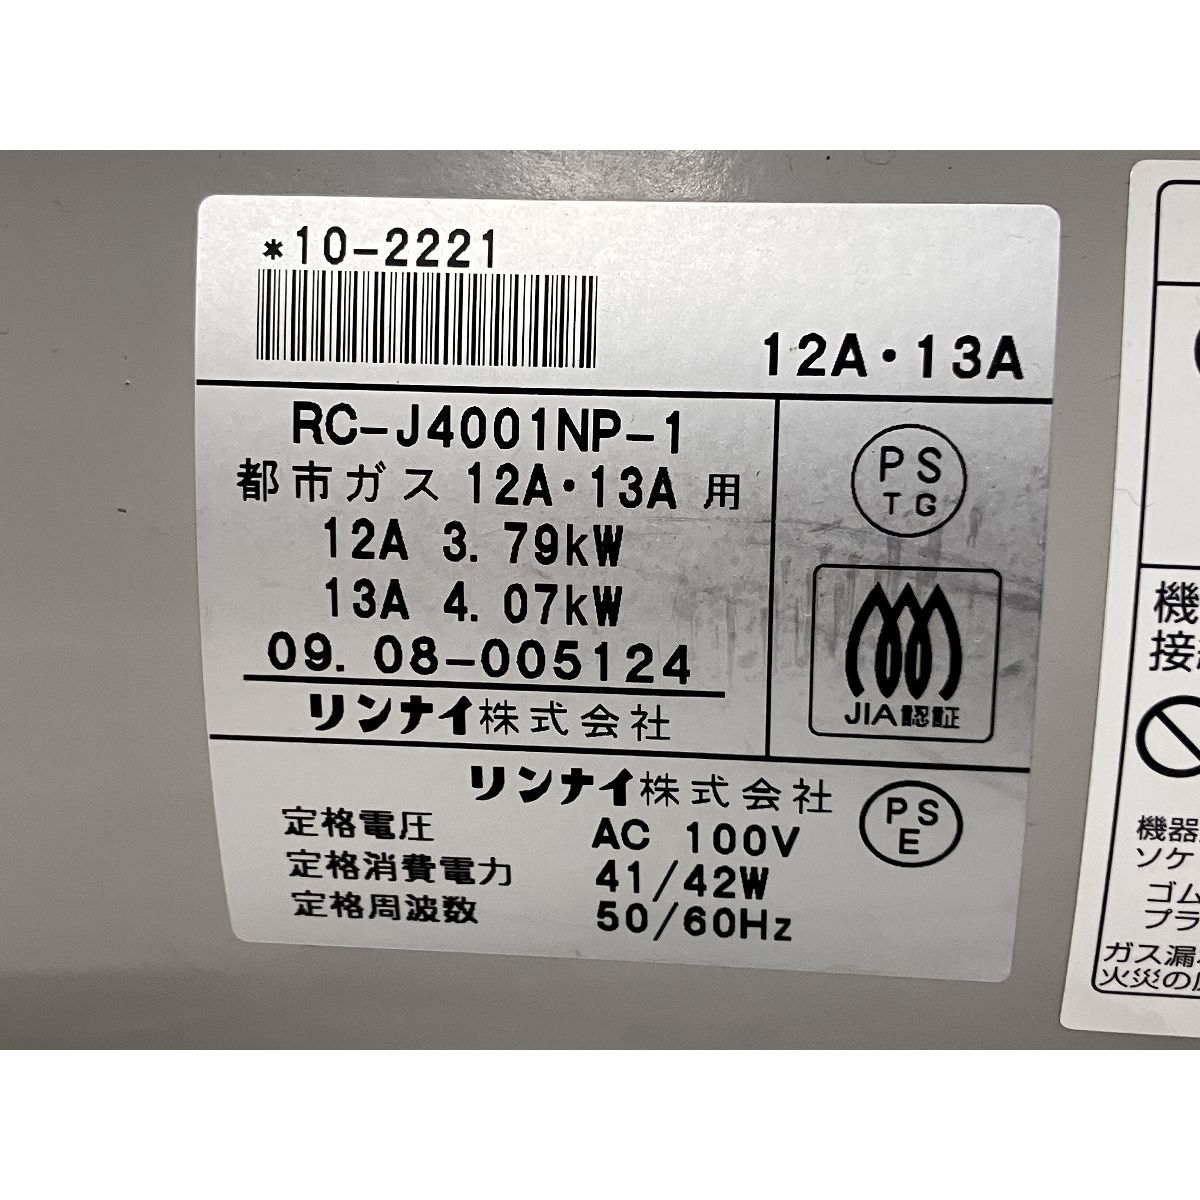 *10-2221
12A・13A
RC-J4001NP-1
都市ガス 12A・13A 用
12A 3.79kW
13A 4.07kW
09.08-005124
リンナイ株式会社
PS
TG
JIA認証
リンナイ株式会社
定格電圧 AC 100V
定格消費電力 41/42W
定格周波数 50/60Hz
PS
E
機
接
機器
ソケ
ゴム
プラ
ガス漏
火災の